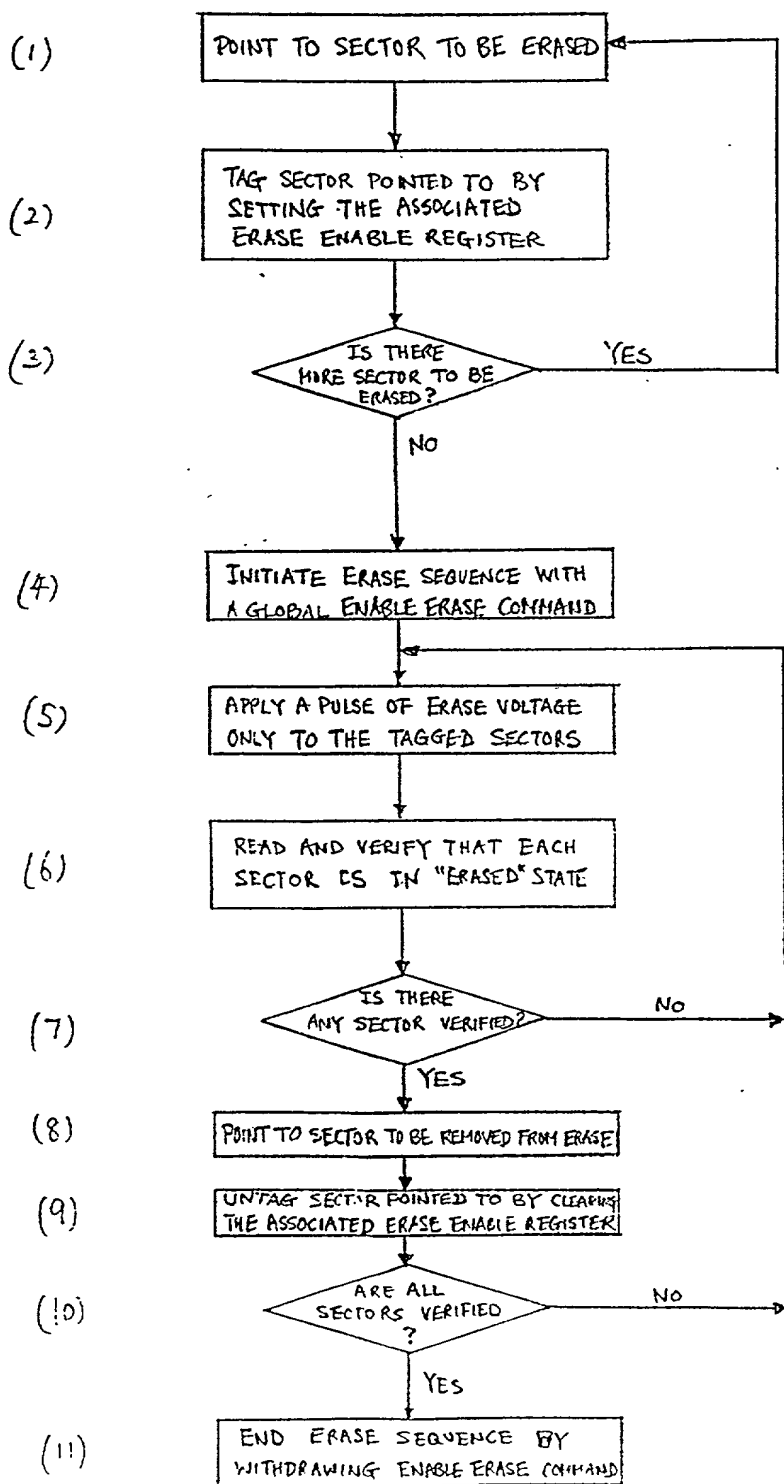 (1)
POINT TO SECTOR TO BE ERASED
(2)
TAG SECTOR POINTED TO BY
SETTING THE ASSOCIATED
ERASE ENABLE REGISTER
(3)
IS THERE
MORE SECTOR TO BE
ERASED?
YES
NO
(4)
INITIATE ERASE SEQUENCE WITH
A GLOBAL ENABLE ERASE COMMAND
(5)
APPLY A PULSE OF ERASE VOLTAGE
ONLY TO THE TAGGED SECTORS
(6)
READ AND VERIFY THAT EACH
SECTOR IS IN "ERASED" STATE
(7)
IS THERE
ANY SECTOR VERIFIED?
NO
YES
(8)
POINT TO SECTOR TO BE REMOVED FROM ERASE
(9)
UNTAG SECTOR POINTED TO BY CLEARING
THE ASSOCIATED ERASE ENABLE REGISTER
(10)
ARE ALL
SECTORS VERIFIED
?
NO
YES
(11)
END ERASE SEQUENCE BY
WITHDRAWING ENABLE ERASE COMMAND